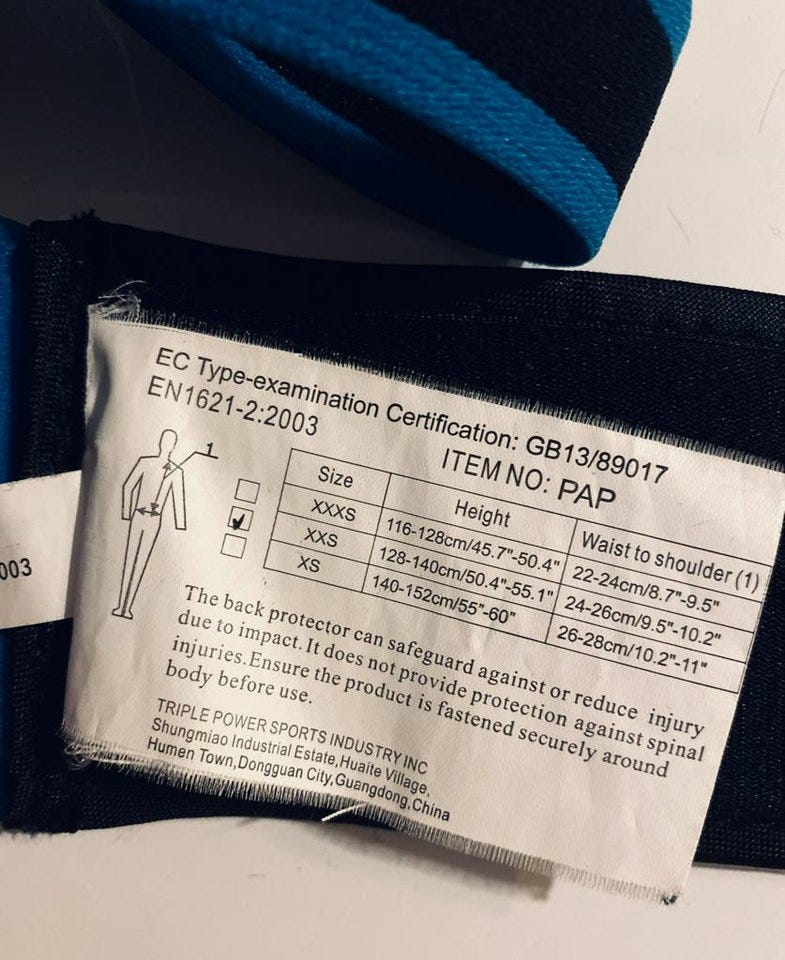 EC Type-examination Certification: GB13/89017
EN1621-2:2003
ITEM NO: PAP
1
Size Height Waist to shoulder (1)
XXXS 116-128cm/45.7"-50.4" 22-24cm/8.7"-9.5"
XXS 128-140cm/50.4"-55.1" 24-26cm/9.5"-10.2"
XS 140-152cm/55"-60" 26-28cm/10.2"-11"
The back protector can safeguard against or reduce injury
due to impact. It does not provide protection against spinal
injuries. Ensure the product is fastened securely around
body before use.
TRIPLE POWER SPORTS INDUSTRY INC
Shungmiao Industrial Estate, Huaite Village,
Humen Town, Dongguan City, Guangdong, China
003